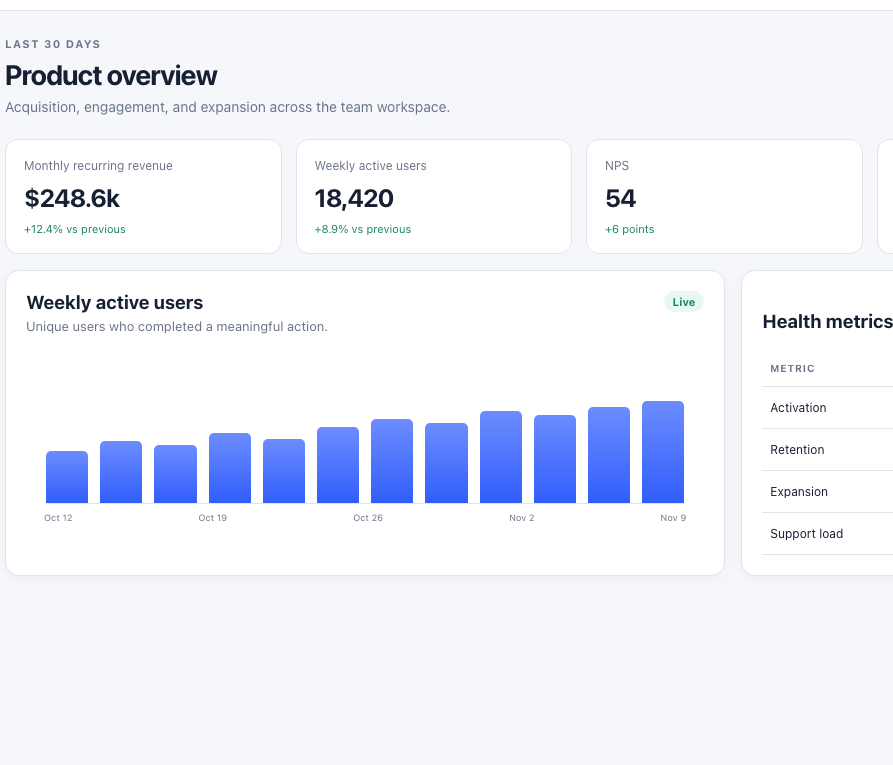 LAST 30 DAYS
Product overview
Acquisition, engagement, and expansion across the team workspace.
Monthly recurring revenue
$248.6k
+12.4% vs previous
Weekly active users
18,420
+8.9% vs previous
NPS
54
+6 points
Weekly active users
Live
Unique users who completed a meaningful action.
Oct 12
Oct 19
Oct 26
Nov 2
Nov 9
Health metrics
METRIC
Activation
Retention
Expansion
Support load